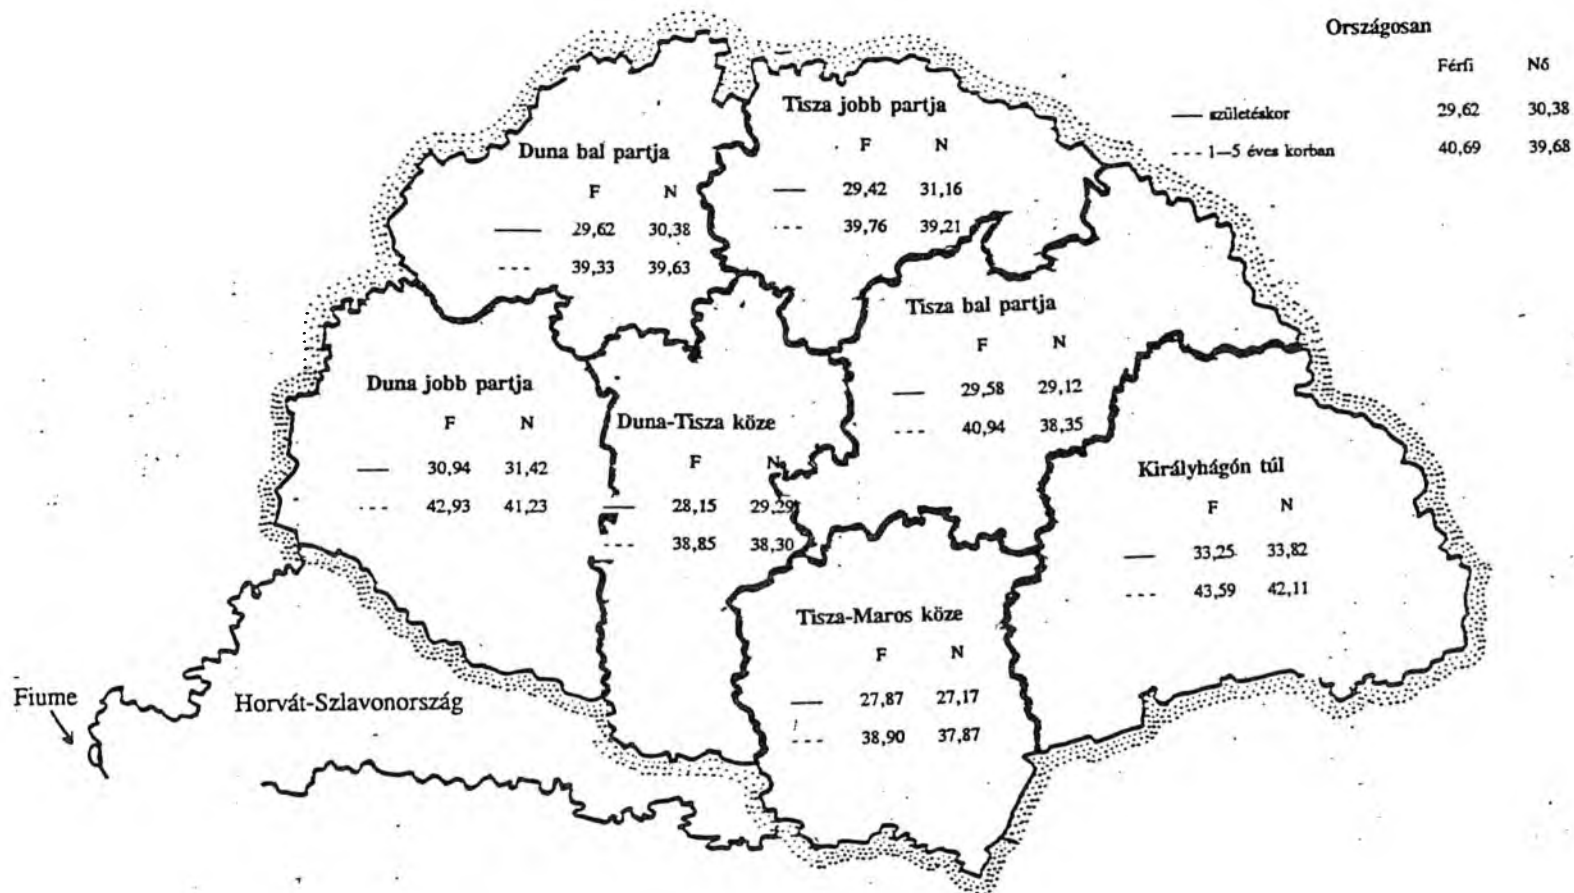 Országosan
Férfi Nő
— születéskor 29,62 30,38
--- 1—5 éves korban 40,69 39,68
Tisza jobb partja
F N
— 29,42 31,16
--- 39,76 39,21
Duna bal partja
F N
— 29,62 30,38
--- 39,33 39,63
Tisza bal partja
F N
— 29,58 29,12
--- 40,94 38,35
Duna jobb partja
F N
— 30,94 31,42
--- 42,93 41,23
Duna-Tisza köze
F N
— 28,15 29,29
--- 38,85 38,30
Királyhágón túl
F N
— 33,25 33,82
--- 43,59 42,11
Tisza-Maros köze
F N
— 27,87 27,17
--- 38,90 37,87
Fiume
Horvát-Szlavonország